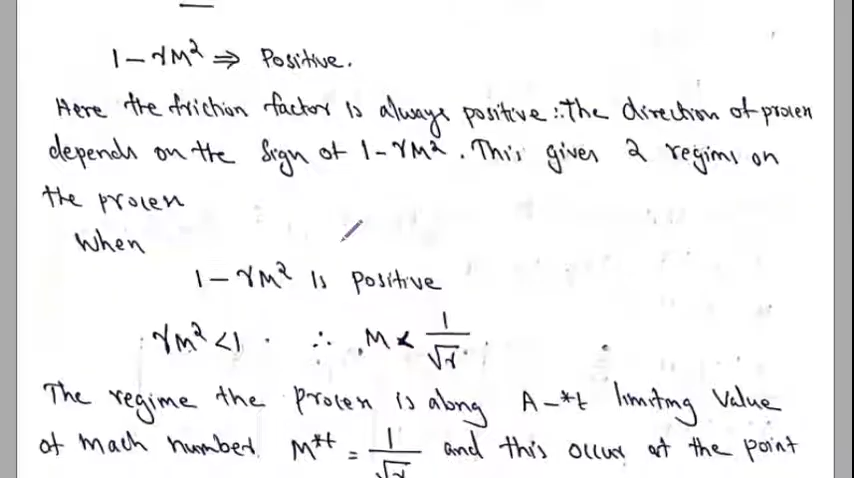 1 - γM² ⇒ Positive.
Here the friction factor is always positive ∴ The direction of process
depends on the Sign of 1 - γM². This gives 2 regims on
the process
When
1 - γM² is positive
γM² < 1 . ∴ M < 1/√γ
The regime the process is along A-*t limiting value
of mach number. M*t = 1/√γ and this occur at the point